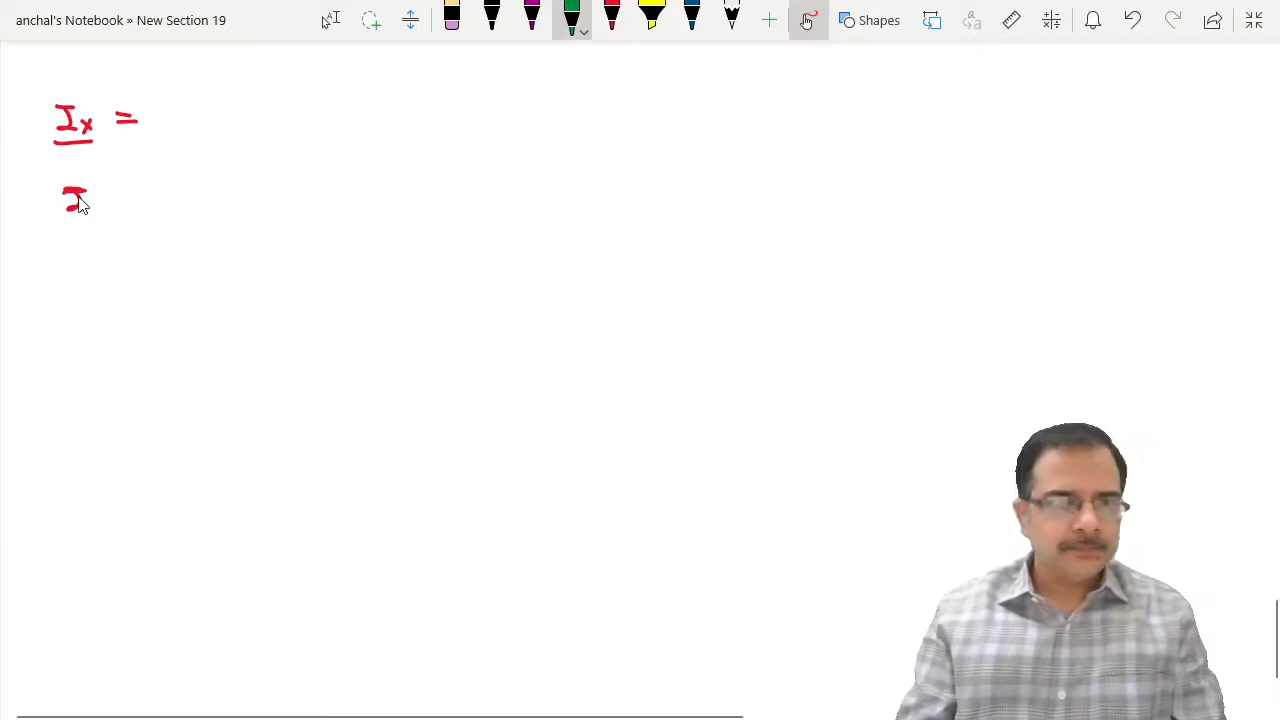 anchal's Notebook » New Section 19
Shapes
Ix =
I